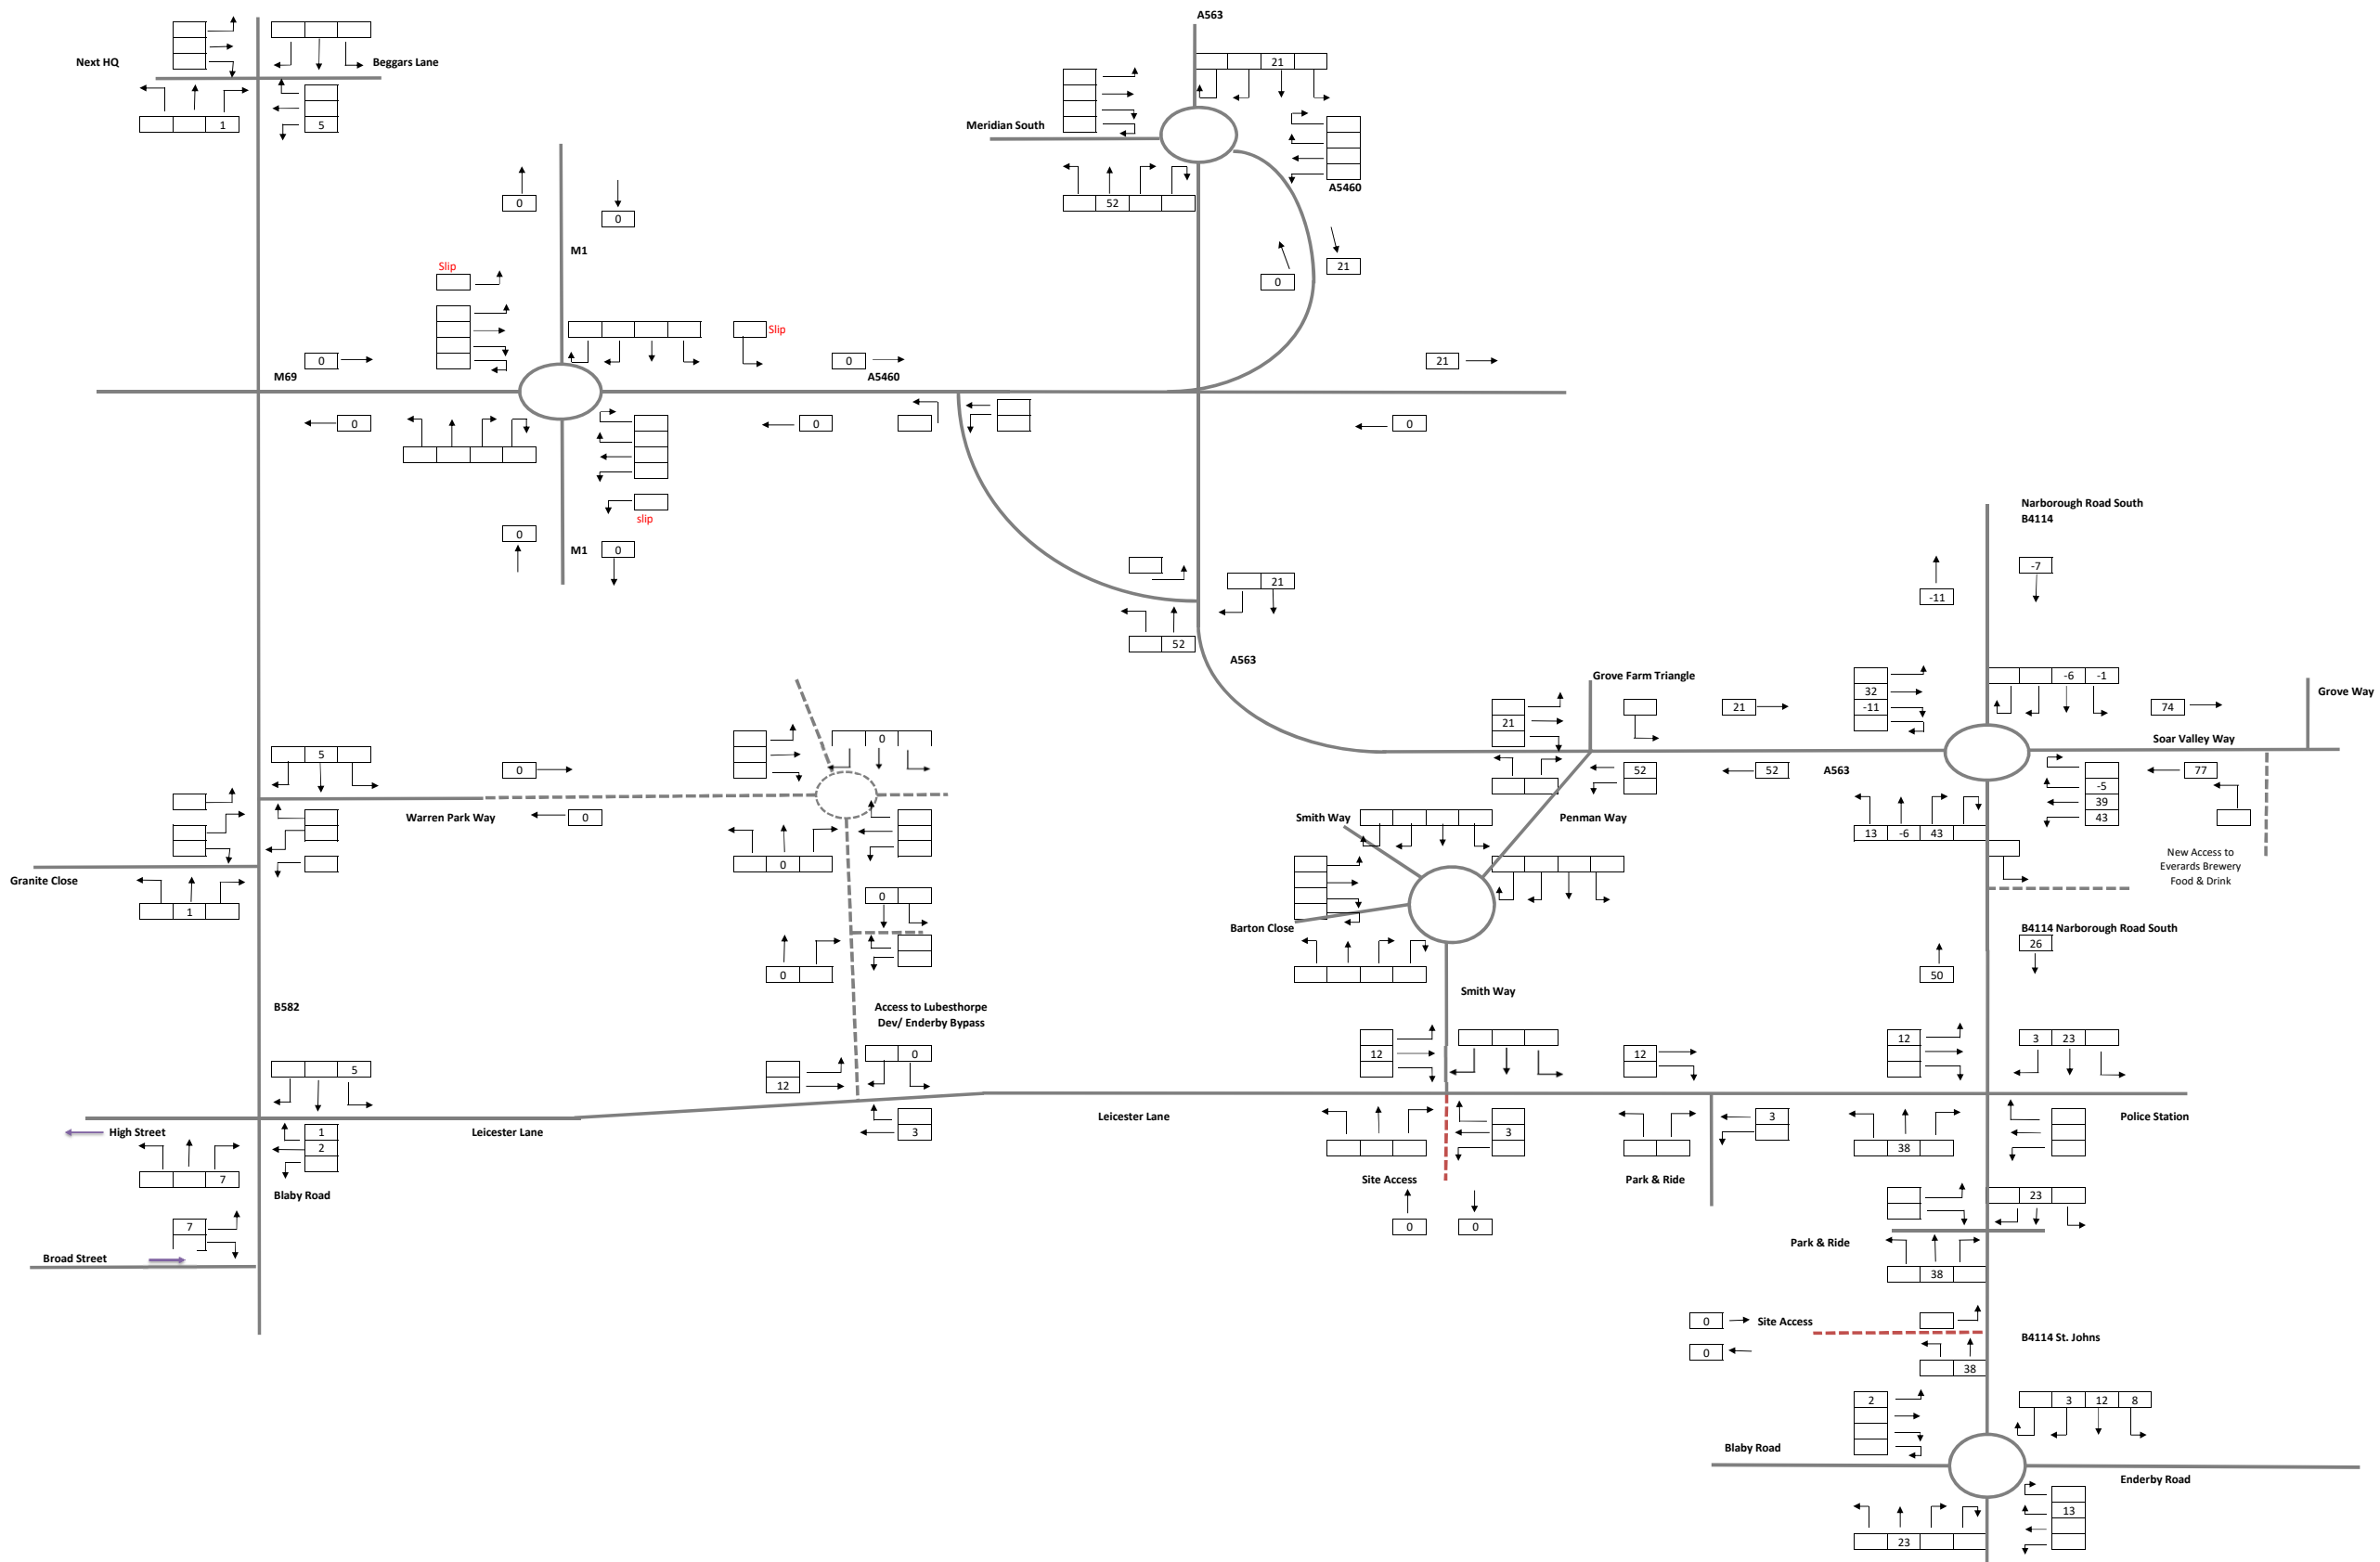 A563
Next HQ
Beggars Lane
21
1
5
Meridian South
A5460
52
0
0
M1
21
0
Slip
Slip
0
0
21
M69
A5460
0
0
0
slip
0
M1
0
Narborough Road South
B4114
-7
-11
21
52
A563
Grove Farm Triangle
32
-11
-6
-1
Grove Way
21
21
74
Soar Valley Way
5
0
0
52
52
A563
77
-5
39
43
Warren Park Way
0
Smith Way
Penman Way
13
-6
43
0
New Access to
Everards Brewery
Food & Drink
Granite Close
1
0
Barton Close
B4114 Narborough Road South
26
0
50
Smith Way
B582
Access to Lubesthorpe
Dev/ Enderby Bypass
12
12
12
3
23
0
5
12
High Street
Leicester Lane
Leicester Lane
Police Station
1
2
3
3
3
38
7
Blaby Road
Site Access
Park & Ride
23
7
0
0
Broad Street
Park & Ride
38
0
Site Access
B4114 St. Johns
0
38
2
3
12
8
Blaby Road
Enderby Road
13
23